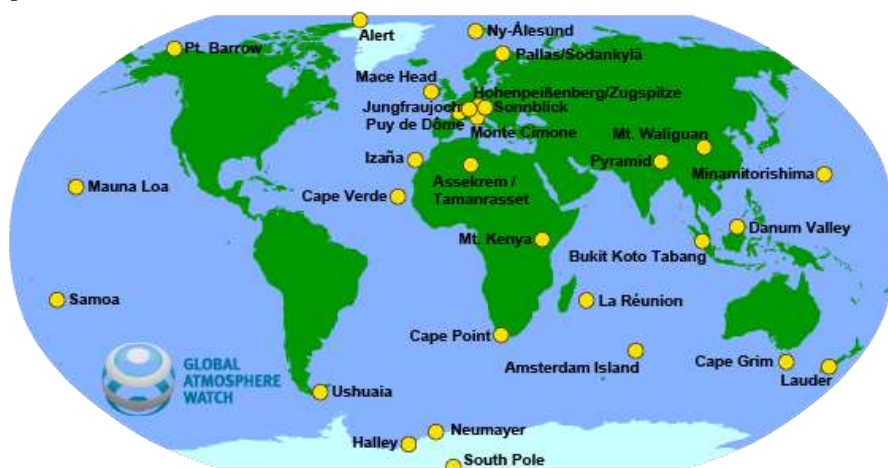 Alert
Ny-Ålesund
Pt. Barrow
Pallas/Sodankylä
Mace Head
Hohenpeißenberg/Zugspitze
Jungfraujoch
Sonnblick
Puy de Dôme
Monte Cimone
Mt. Waliguan
Izaña
Pyramid
Mauna Loa
Assekrem /
Tamanrasset
Minamitorishima
Cape Verde
Danum Valley
Mt. Kenya
Bukit Koto Tabang
Samoa
La Réunion
Cape Point
Amsterdam Island
Cape Grim
Lauder
GLOBAL
ATMOSPHERE
WATCH
Ushuaia
Neumayer
Halley
South Pole